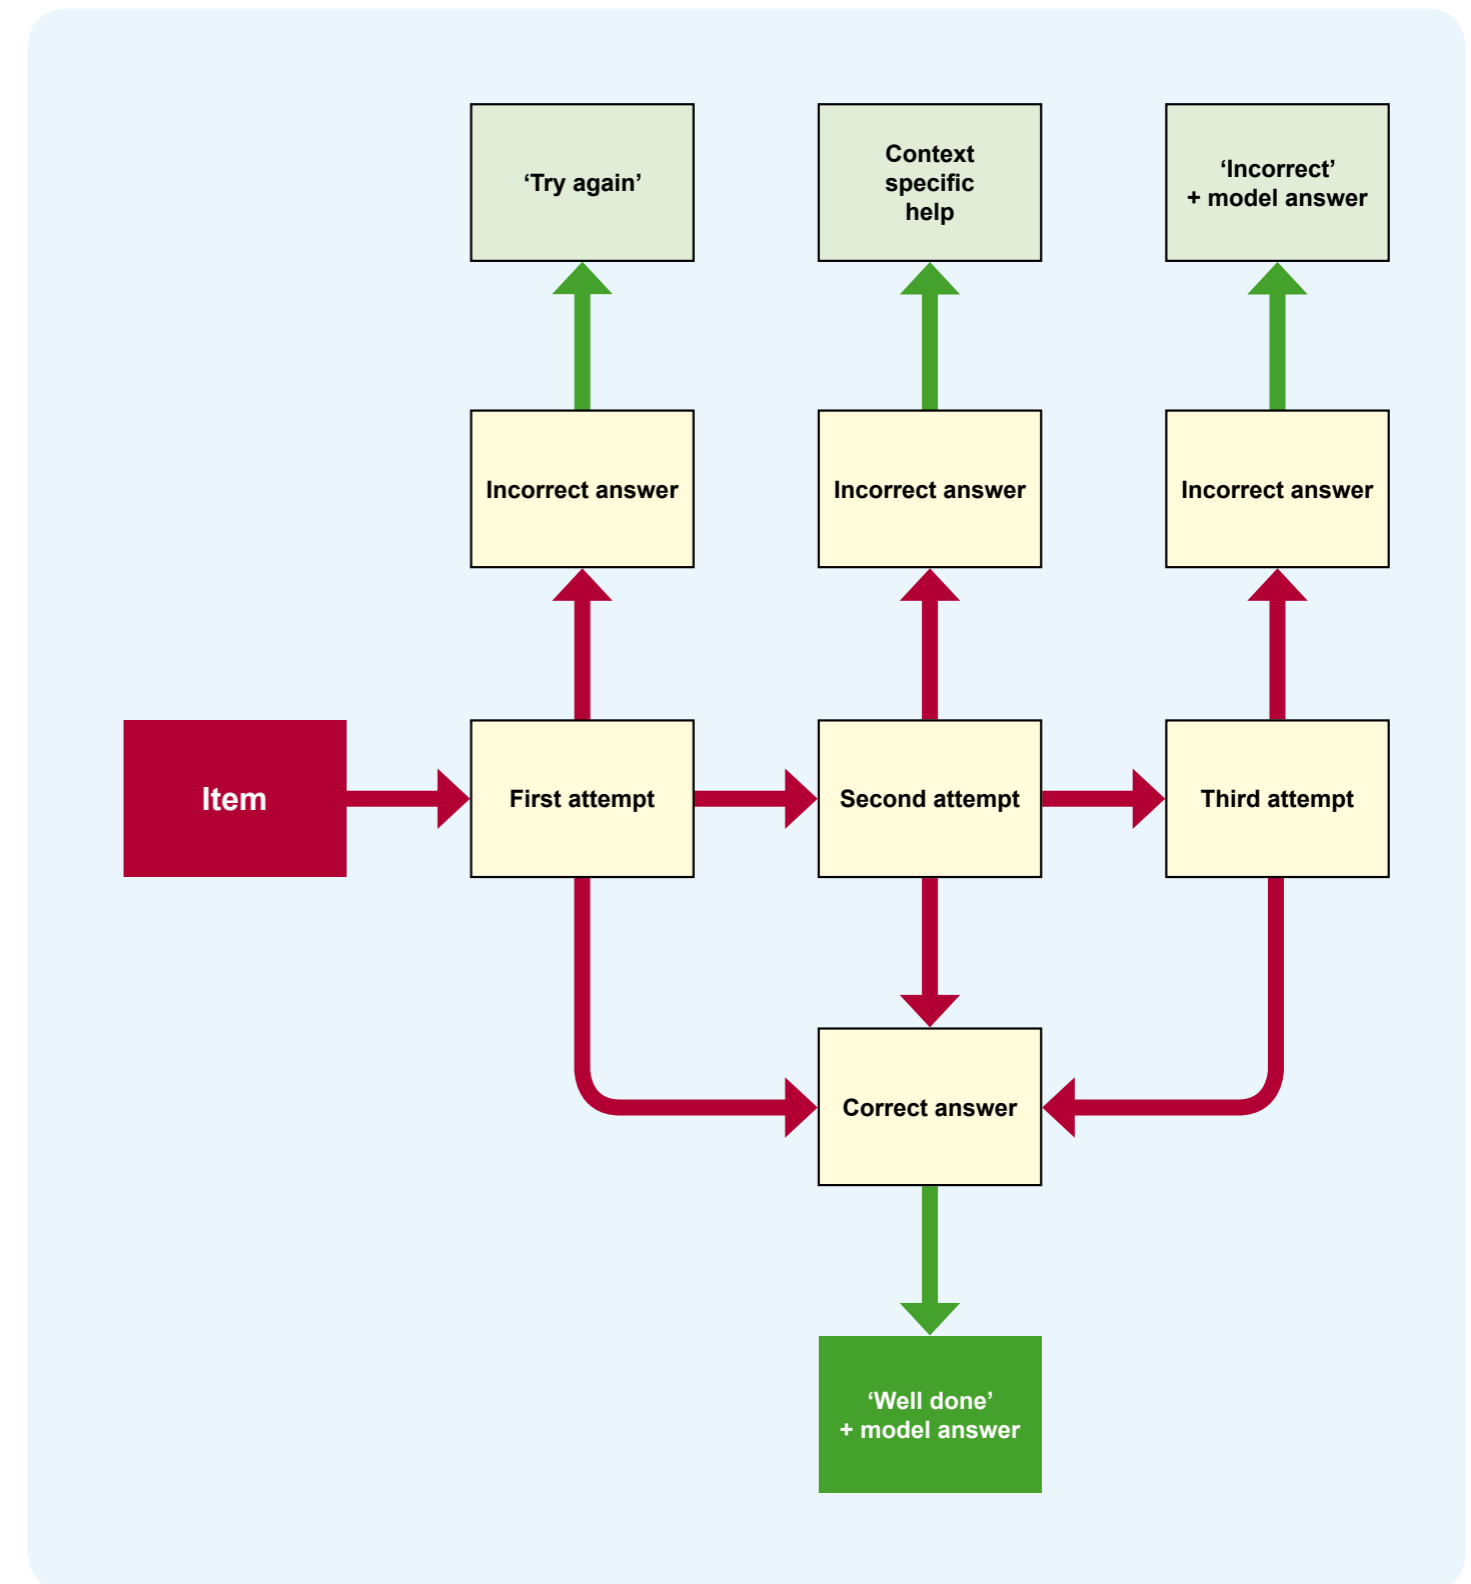 ‘Try again’
Context
specific
help
‘Incorrect’
+ model answer
Incorrect answer
Incorrect answer
Incorrect answer
Item
First attempt
Second attempt
Third attempt
Correct answer
‘Well done’
+ model answer